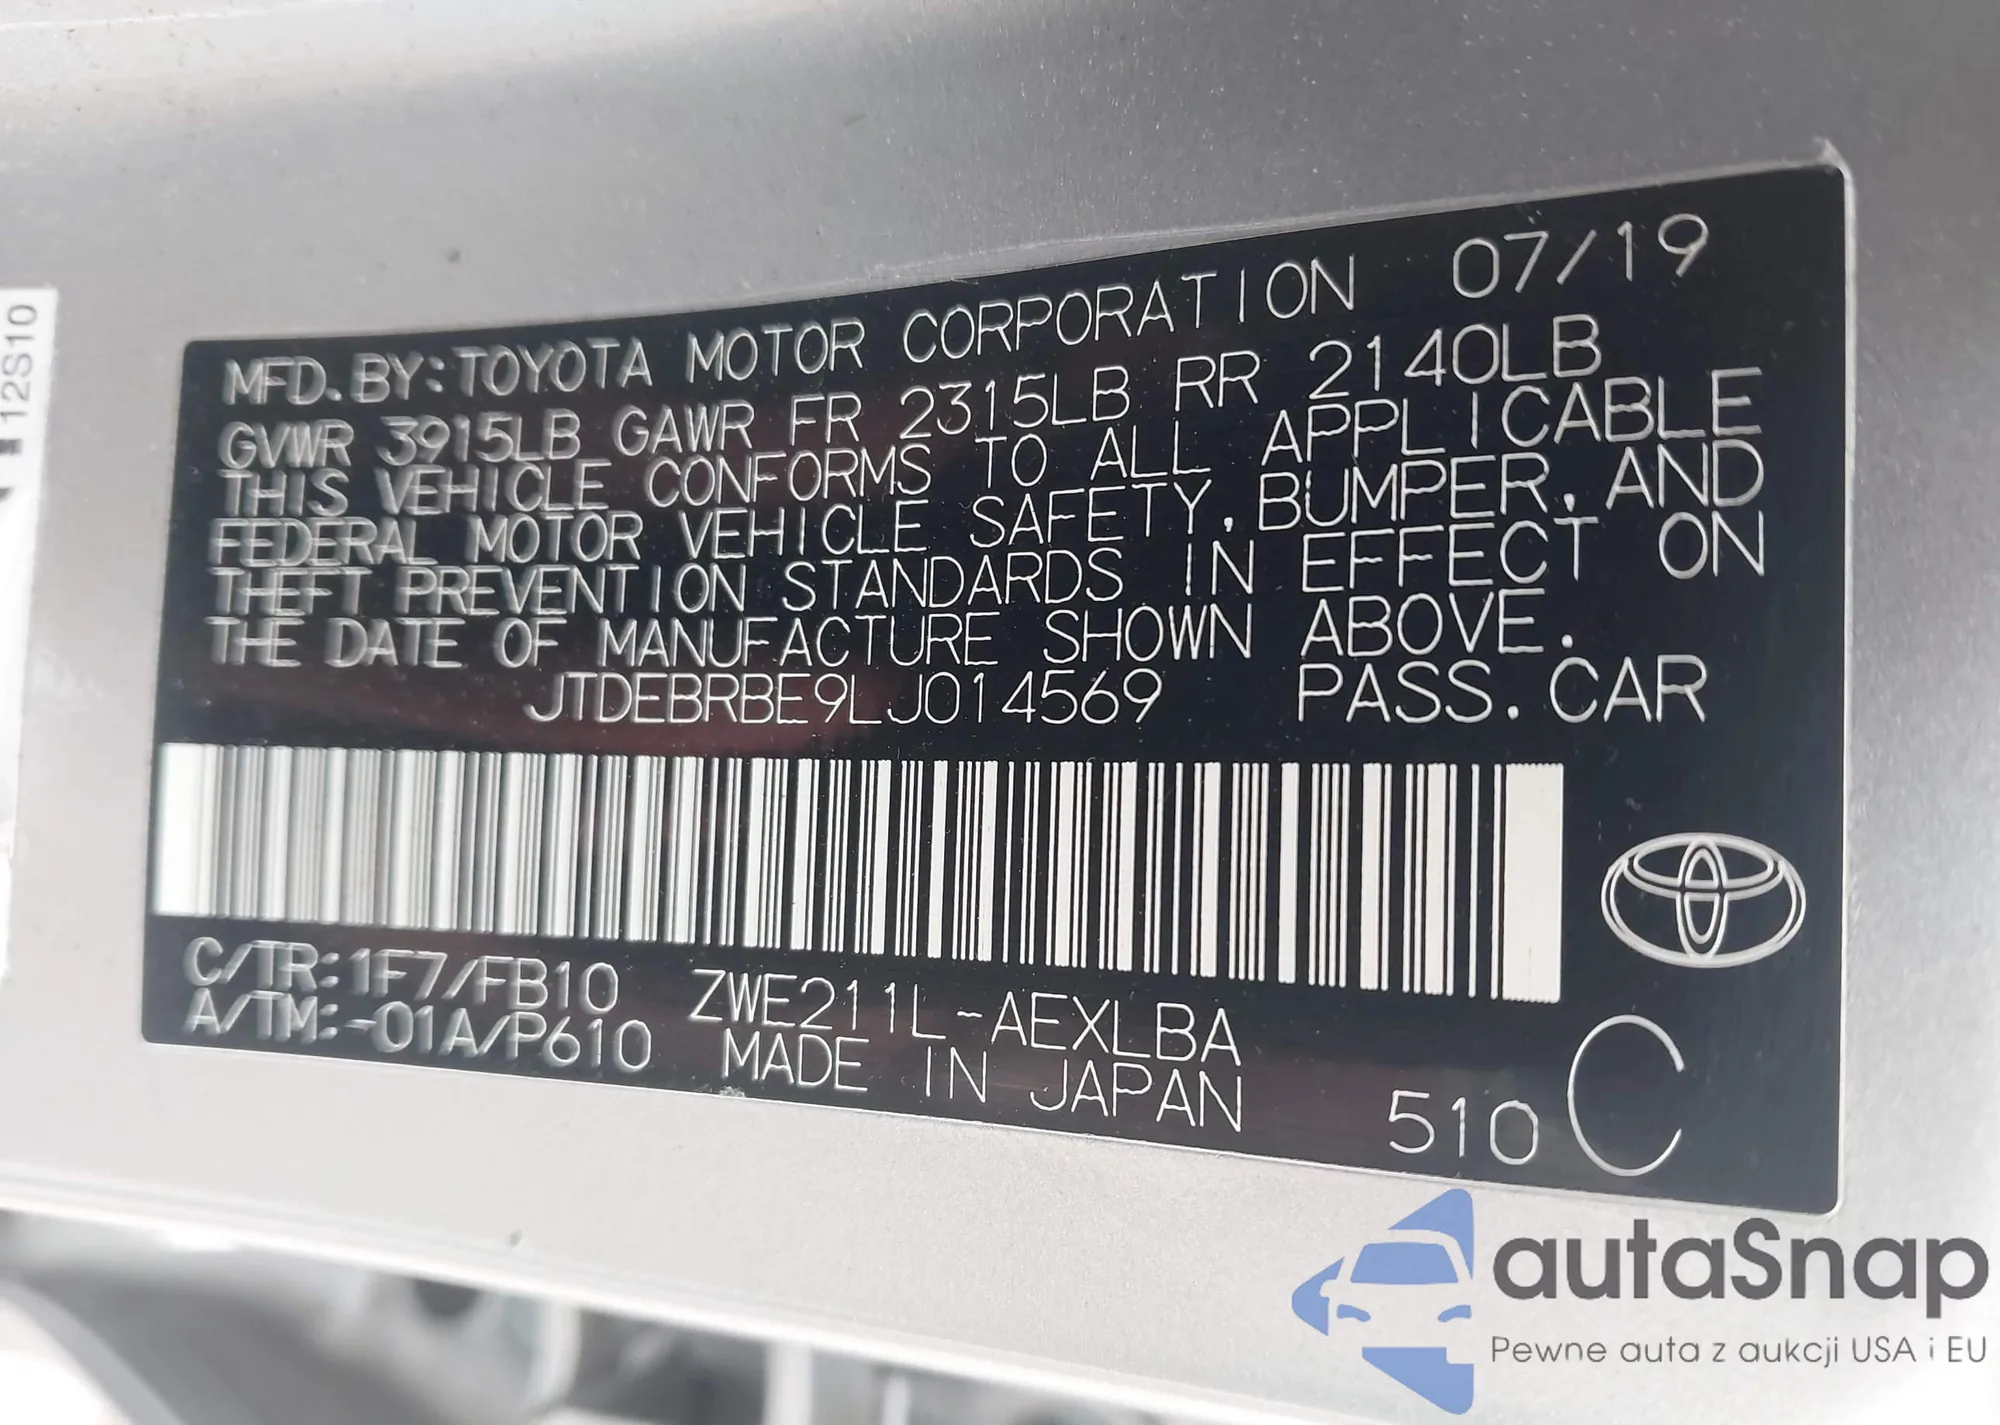 12S10
MFD. BY: TOYOTA MOTOR CORPORATION 07/19
GVWR 3915LB GAWR FR 2315LB RR 2140LB
THIS VEHICLE CONFORMS TO ALL APPLICABLE
FEDERAL MOTOR VEHICLE SAFETY, BUMPER, AND
THEFT PREVENTION STANDARDS IN EFFECT ON
THE DATE OF MANUFACTURE SHOWN ABOVE.
JTDEBRBE9LJ014569 PASS. CAR
C/TR:1F7/FB10 ZWE211L-AEXLBA
A/TM:-01A/P610 MADE IN JAPAN 510 C
autaSnap
Pewne auta z aukcji USA i EU